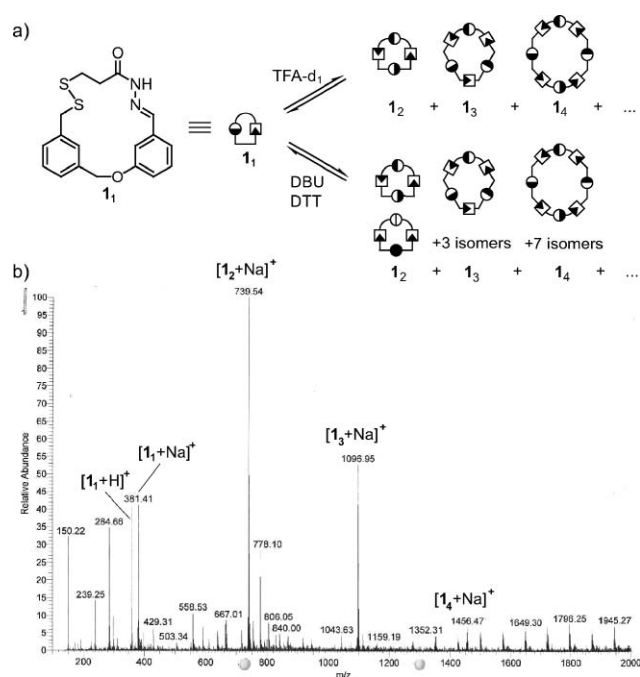 a)
O
S
S
NH
N
O
1₁
≡
1₁
TFA-d₁
1₂ + 1₃ + 1₄ + ...
DBU
DTT
+3 isomers +7 isomers
1₂ + 1₃ + 1₄ + ...
b)
[1₂+Na]⁺
739.54
[1₃+Na]⁺
1096.95
[1₁+Na]⁺
[1₁+H]⁺
381.41
[1₄+Na]⁺
150.22
284.66
239.25
429.31
503.34
558.53
667.01
778.10
806.05
840.00
1043.63
1159.19
1352.31
1456.47
1649.30
1796.25
1945.27
Relative Abundance
100
95
90
85
80
75
70
65
60
55
50
45
40
35
30
25
20
15
10
5
0
200 400 600 800 1000 1200 1400 1600 1800 2000
m/z